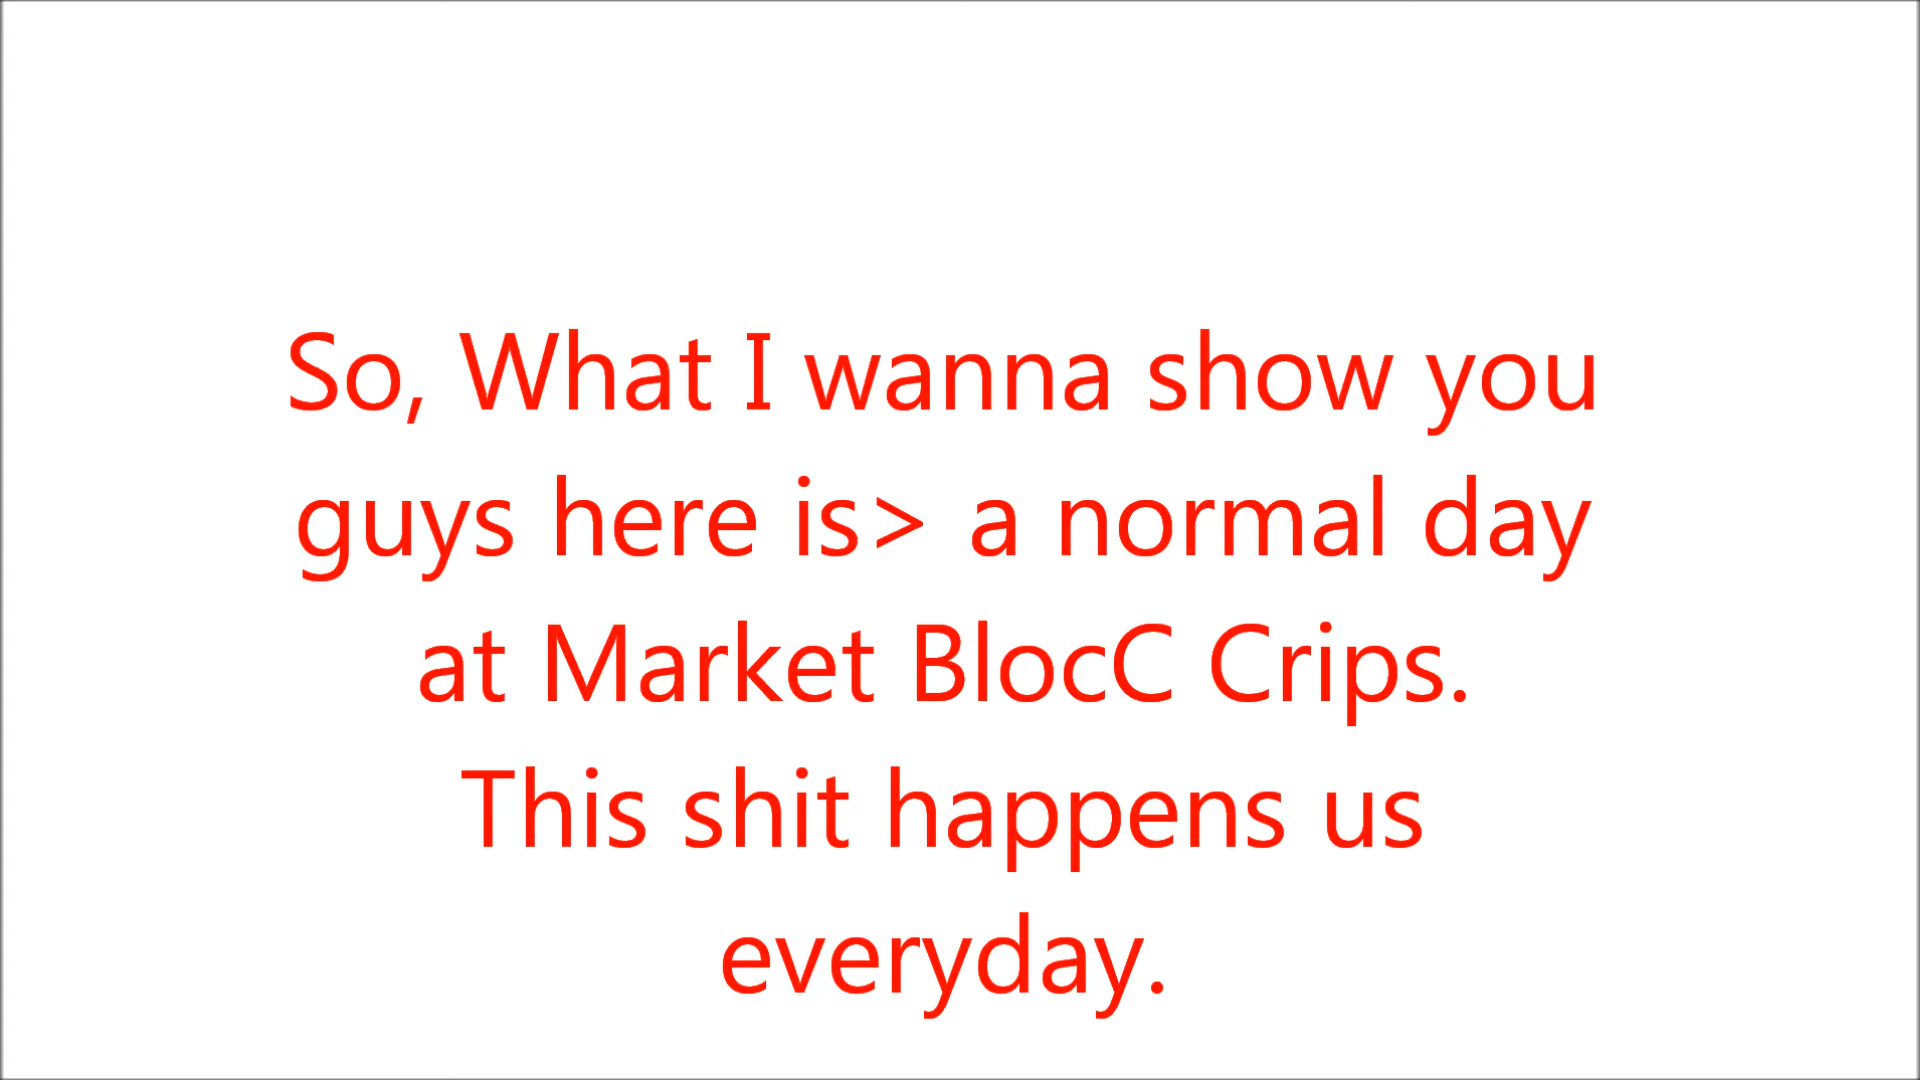 So, What I wanna show you
guys here is> a normal day
at Market BlocC Crips.
This shit happens us
everyday.